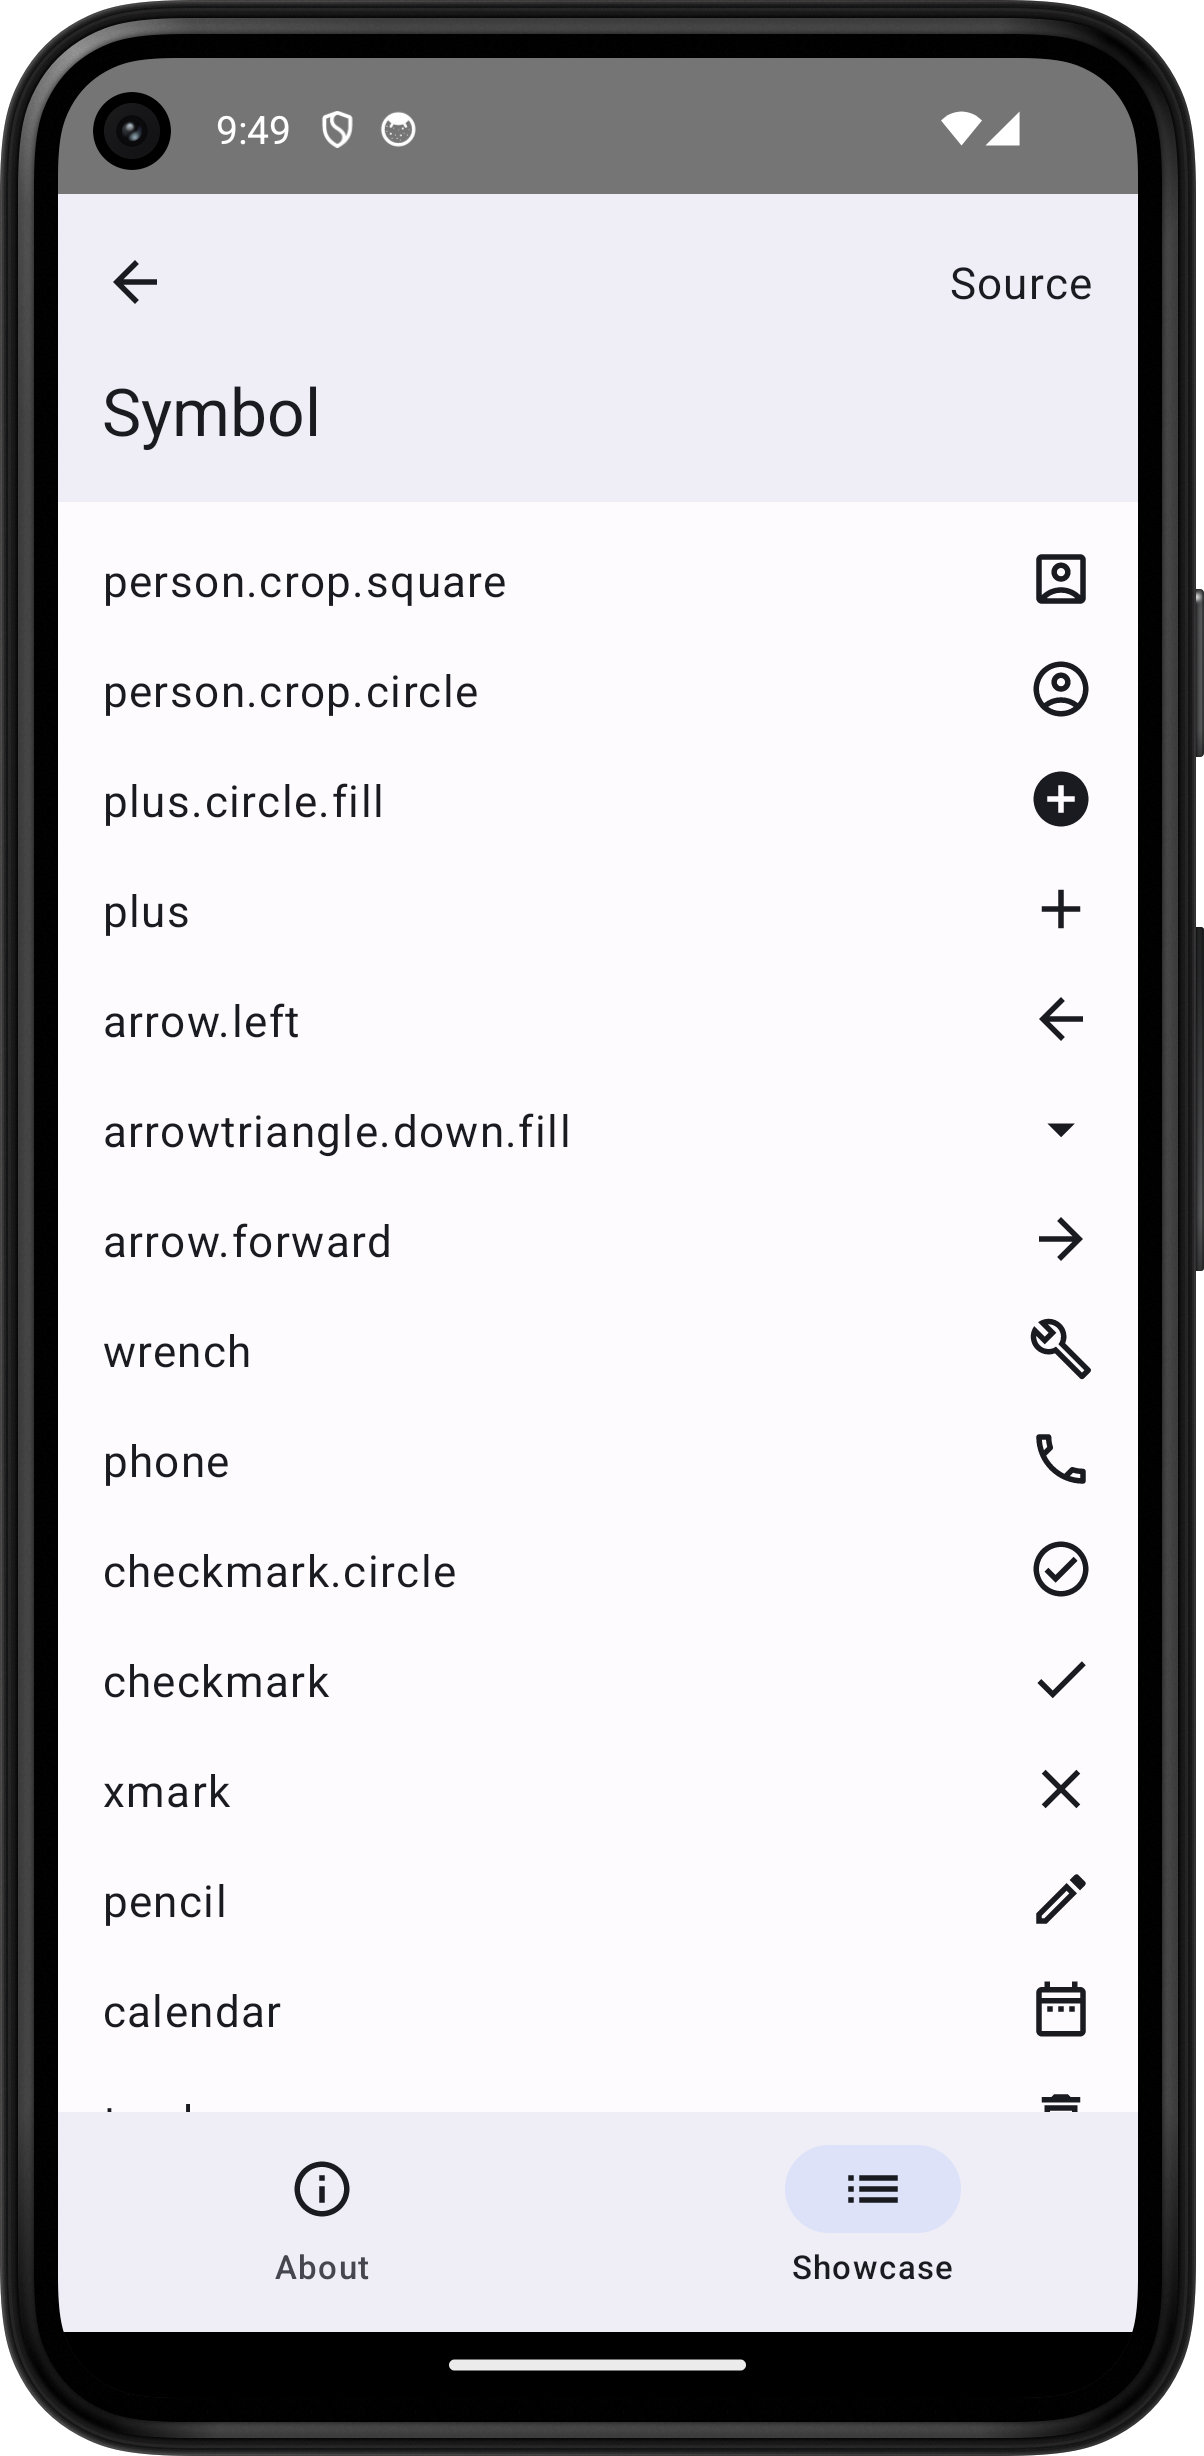 9:49
Source
Symbol
person.crop.square
person.crop.circle
plus.circle.fill
plus
arrow.left
arrowtriangle.down.fill
arrow.forward
wrench
phone
checkmark.circle
checkmark
xmark
pencil
calendar
About
Showcase